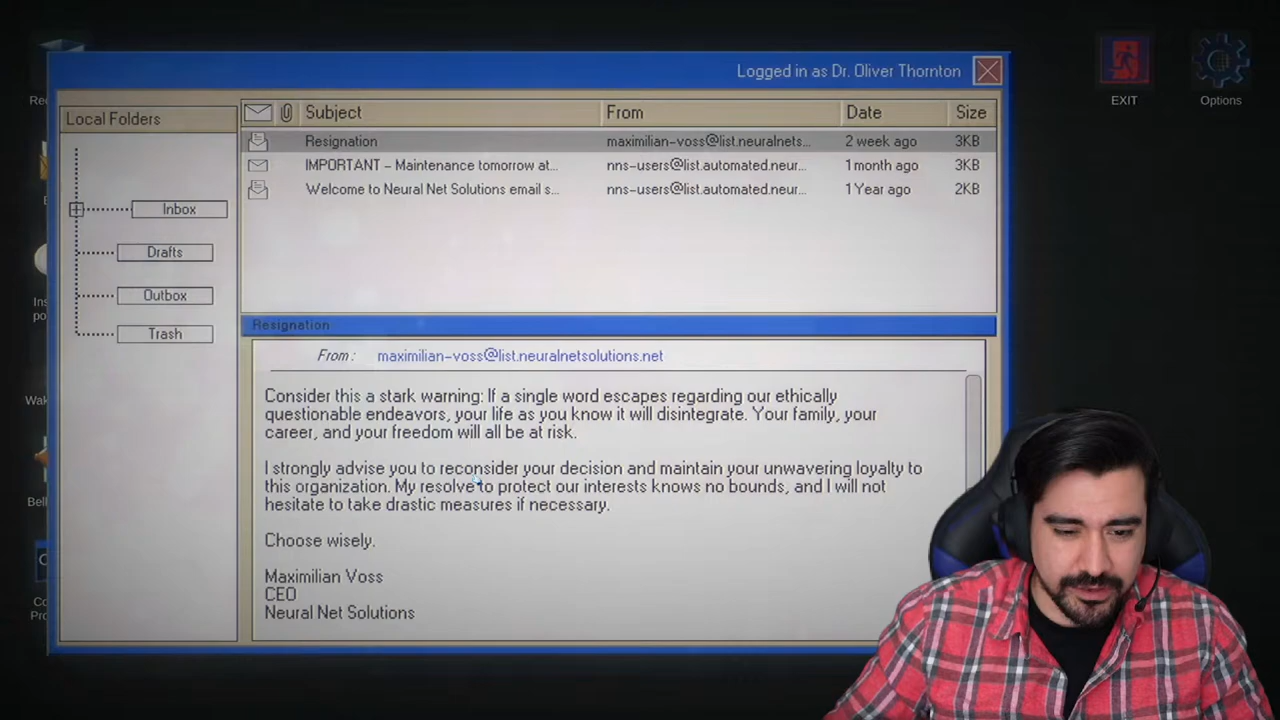 Logged in as Dr. Oliver Thornton
EXIT
Options
Local Folders
Inbox
Drafts
Outbox
Trash
Subject From Date Size
Resignation maximilian-voss@list.neuralnets... 2 week ago 3KB
IMPORTANT - Maintenance tomorrow at... nns-users@list.automated.neur... 1 month ago 3KB
Welcome to Neural Net Solutions email s... nns-users@list.automated.neur... 1 Year ago 2KB
Resignation
From: maximilian-voss@list.neuralnetsolutions.net
Consider this a stark warning: If a single word escapes regarding our ethically
questionable endeavors, your life as you know it will disintegrate. Your family, your
career, and your freedom will all be at risk.
I strongly advise you to reconsider your decision and maintain your unwavering loyalty to
this organization. My resolve to protect our interests knows no bounds, and I will not
hesitate to take drastic measures if necessary.
Choose wisely.
Maximilian Voss
CEO
Neural Net Solutions